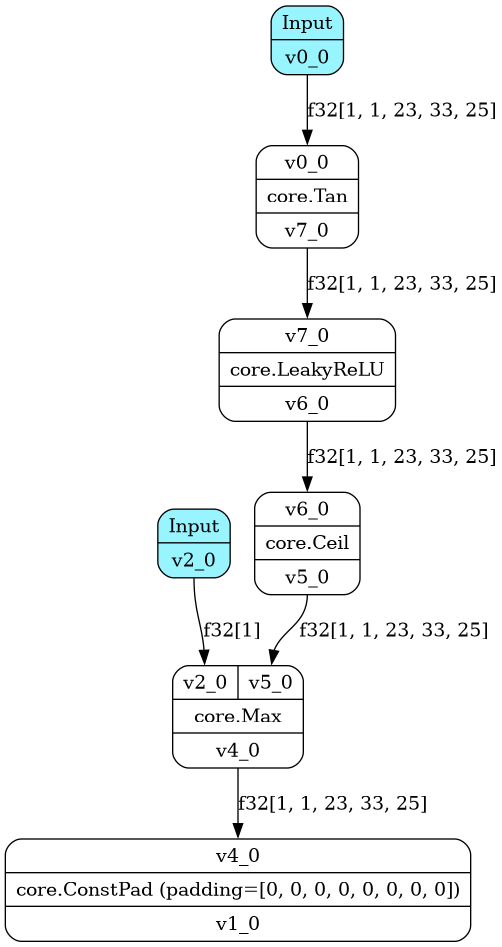 Input
v0_0
f32[1, 1, 23, 33, 25]
v0_0
core.Tan
v7_0
f32[1, 1, 23, 33, 25]
v7_0
core.LeakyReLU
v6_0
f32[1, 1, 23, 33, 25]
Input
v2_0
v6_0
core.Ceil
v5_0
f32[1]
f32[1, 1, 23, 33, 25]
v2_0 v5_0
core.Max
v4_0
f32[1, 1, 23, 33, 25]
v4_0
core.ConstPad (padding=[0, 0, 0, 0, 0, 0, 0, 0])
v1_0